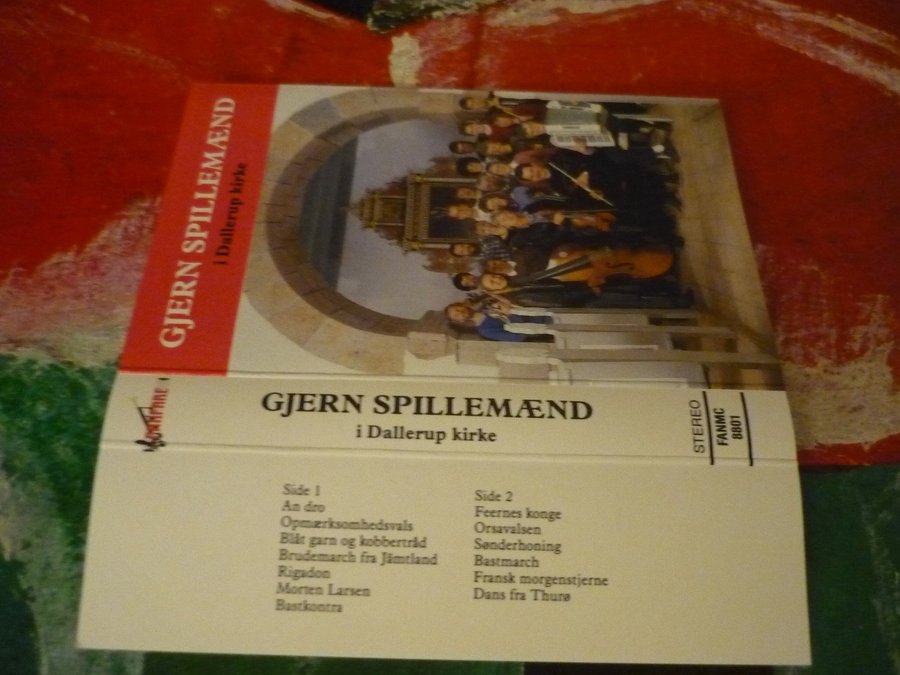 GJERN SPILLEMÆND
i Dallerup kirke
FANFARE
GJERN SPILLEMÆND
i Dallerup kirke
STEREO
FANMC
8801
Side 1
An dro
Opmærksomhedsvals
Blåt garn og kobbertråd
Brudemarch fra Jämtland
Rigadon
Morten Larsen
Bastkontra
Side 2
Feernes konge
Orsavalsen
Sønderhoning
Bastmarch
Fransk morgenstjerne
Dans fra Thurø